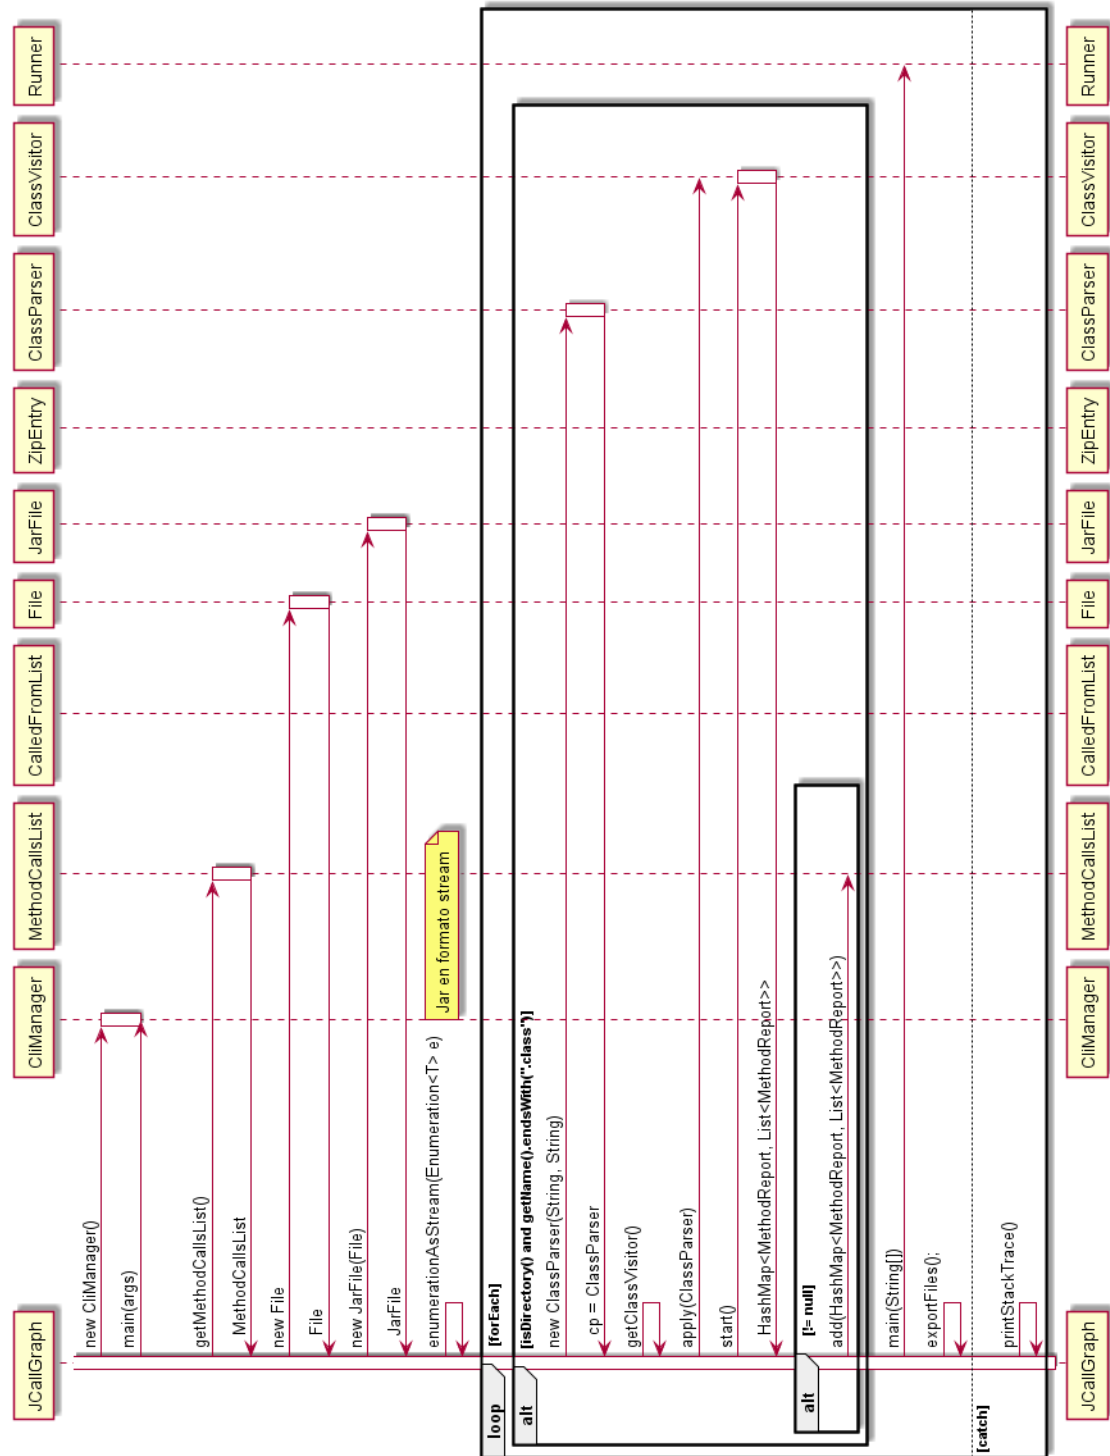 JCallGraph
CliManager
MethodCallsList
CalledFromList
File
JarFile
ZipEntry
ClassParser
ClassVisitor
Runner
new CliManager()
main(args)
getMethodCallsList()
MethodCallsList
new File
File
new JarFile(File)
JarFile
enumerationAsStream(Enumeration<T> e)
Jar en formato stream
loop
[forEach]
alt
[isDirectory() and getName().endsWith(".class")]
new ClassParser(String, String)
cp = ClassParser
getClassVisitor()
apply(ClassParser)
start()
HashMap<MethodReport, List<MethodReport>>
alt
[!= null]
add(HashMap<MethodReport, List<MethodReport>>)
main(String[])
exportFiles();
[catch]
printStackTrace()
JCallGraph
CliManager
MethodCallsList
CalledFromList
File
JarFile
ZipEntry
ClassParser
ClassVisitor
Runner